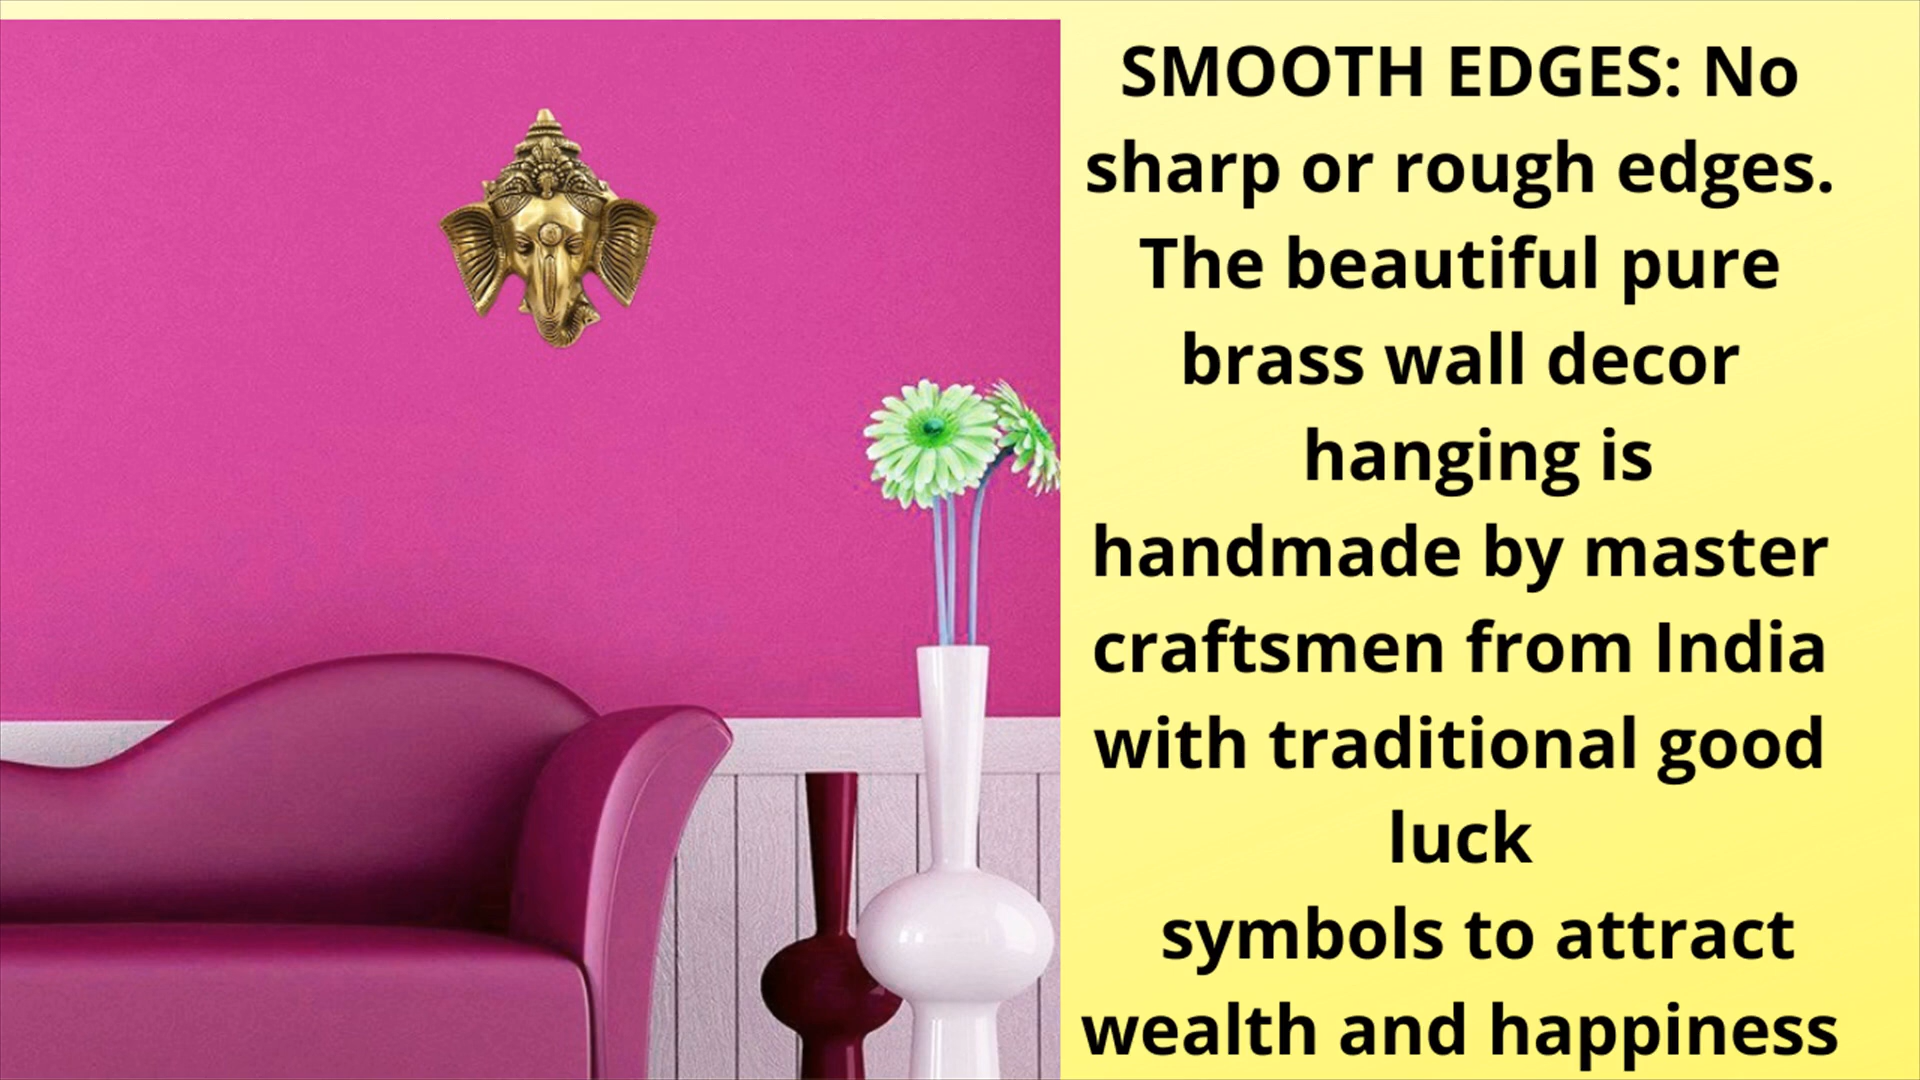 SMOOTH EDGES: No
sharp or rough edges.
The beautiful pure
brass wall decor
hanging is
handmade by master
craftsmen from India
with traditional good
luck
symbols to attract
wealth and happiness